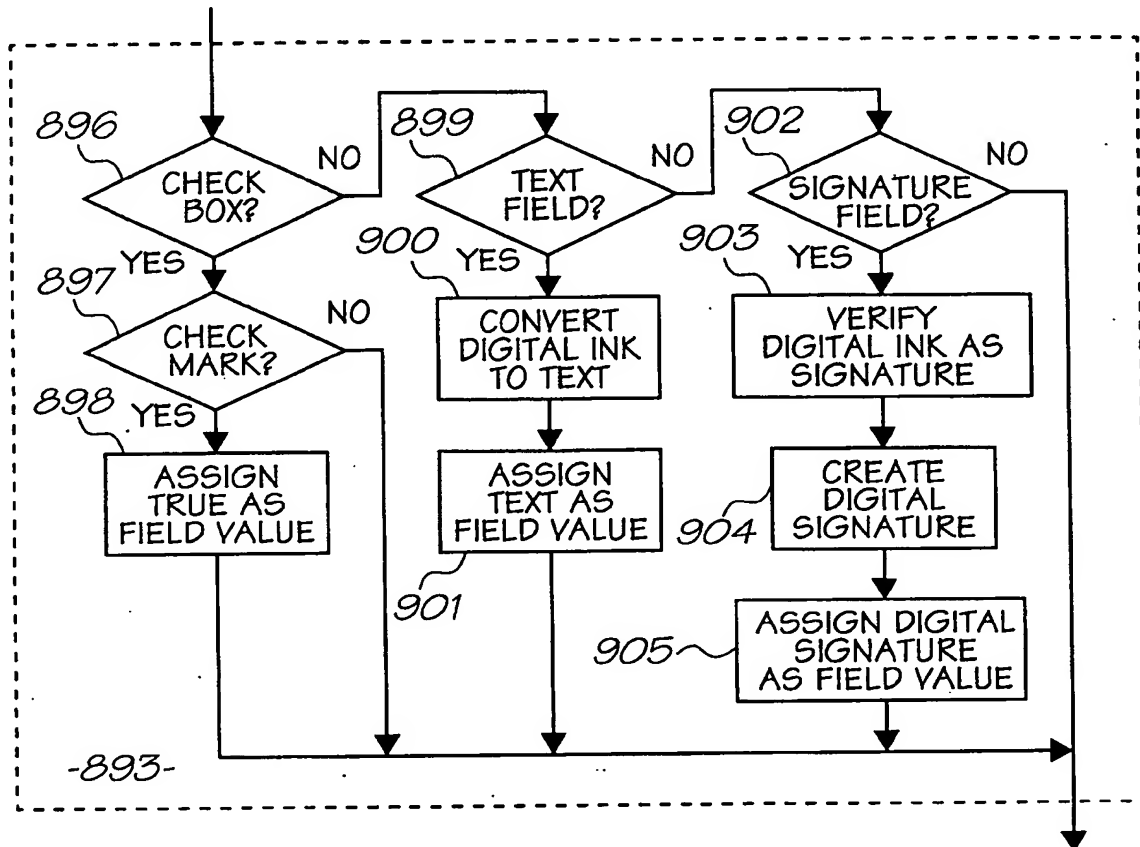 896
CHECK
BOX?
NO
YES
897
CHECK
MARK?
NO
YES
898
ASSIGN
TRUE AS
FIELD VALUE
899
TEXT
FIELD?
NO
YES
900
CONVERT
DIGITAL INK
TO TEXT
ASSIGN
TEXT AS
FIELD VALUE
901
902
SIGNATURE
FIELD?
NO
YES
903
VERIFY
DIGITAL INK AS
SIGNATURE
CREATE
DIGITAL
SIGNATURE
904
ASSIGN DIGITAL
SIGNATURE
AS FIELD VALUE
905
-893-